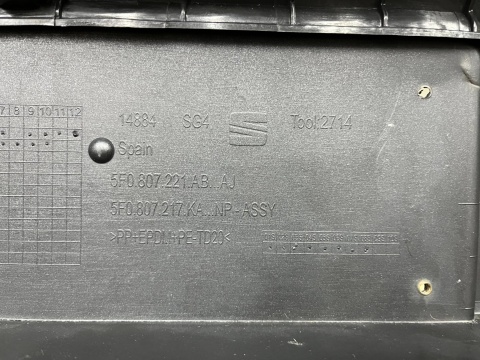 7 8 9 10 11 12
14884 SG4 Tool:2714
Spain
5F0.807.221.AB...AJ
5F0.807.217.KA...NP-ASSY
>PP+EPDM+PE-TD20<